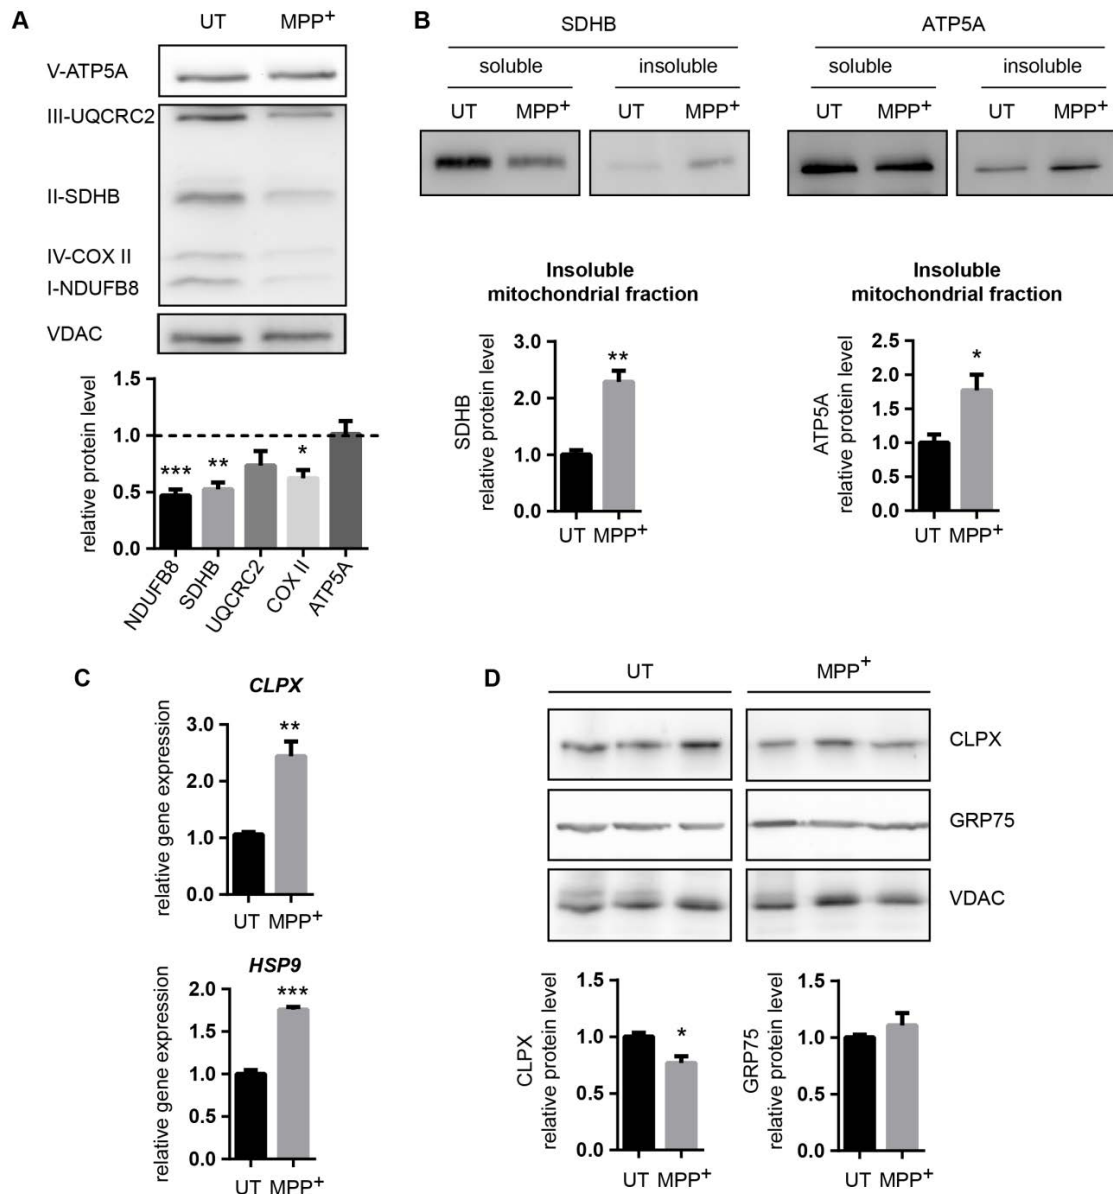 A
UT MPP+
V-ATP5A
III-UQCRC2
II-SDHB
IV-COX II
I-NDUFB8
VDAC
relative protein level
1.5
1.0
0.5
0.0
*** ** * 
NDUFB8 SDHB UQCRC2 COX II ATP5A
B
SDHB ATP5A
soluble insoluble soluble insoluble
UT MPP+ UT MPP+ UT MPP+ UT MPP+
Insoluble
mitochondrial fraction
SDHB
relative protein level
3.0
2.0
1.0
0.0
**
UT MPP+
Insoluble
mitochondrial fraction
ATP5A
relative protein level
2.5
2.0
1.5
1.0
0.5
0.0
*
UT MPP+
C
CLPX
relative gene expression
3.0
2.0
1.0
0.0
**
UT MPP+
HSP9
relative gene expression
2.0
1.5
1.0
0.5
0.0
***
UT MPP+
D
UT MPP+
CLPX
GRP75
VDAC
CLPX
relative protein level
1.5
1.0
0.5
0.0
*
UT MPP+
GRP75
relative protein level
1.5
1.0
0.5
0.0
UT MPP+